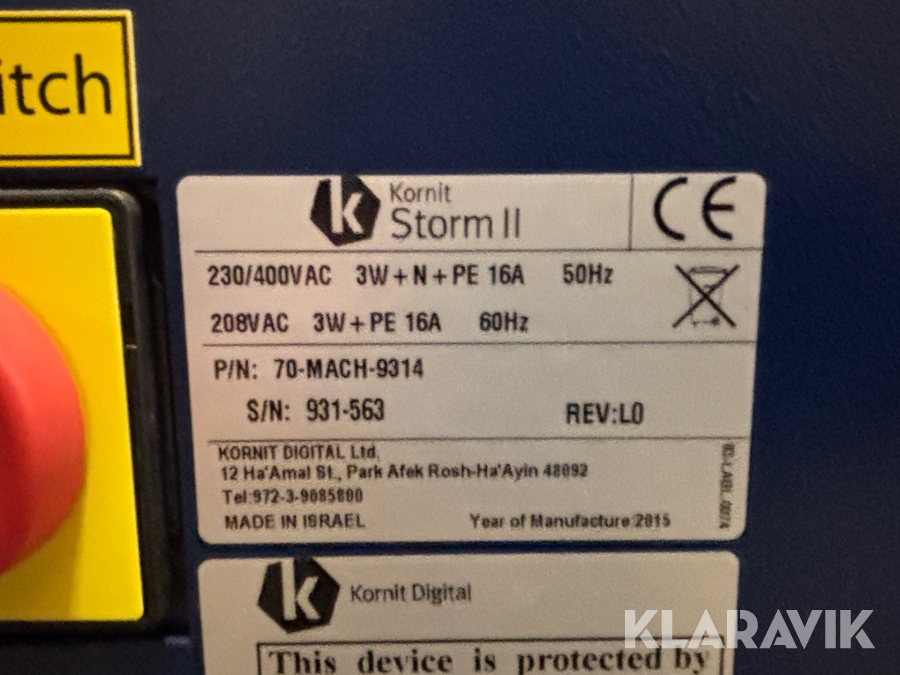 itch
Kornit
Storm II
CE
230/400VAC 3W+N+PE 16A 50Hz
208VAC 3W+PE 16A 60Hz
P/N: 70-MACH-9314
S/N: 931-563 REV:L0
KORNIT DIGITAL Ltd.
12 Ha'Amal St., Park Afek Rosh-Ha'Ayin 48092
Tel:972-3-9085800
MADE IN ISRAEL Year of Manufacture:2015
k Kornit Digital
This device is protected by
KLARAVIK